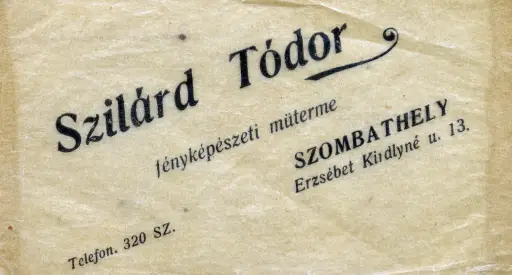 Szilárd Tódor
fényképészeti műterme
SZOMBATHELY
Erzsébet Királyné u. 13.
Telefon. 320 SZ.